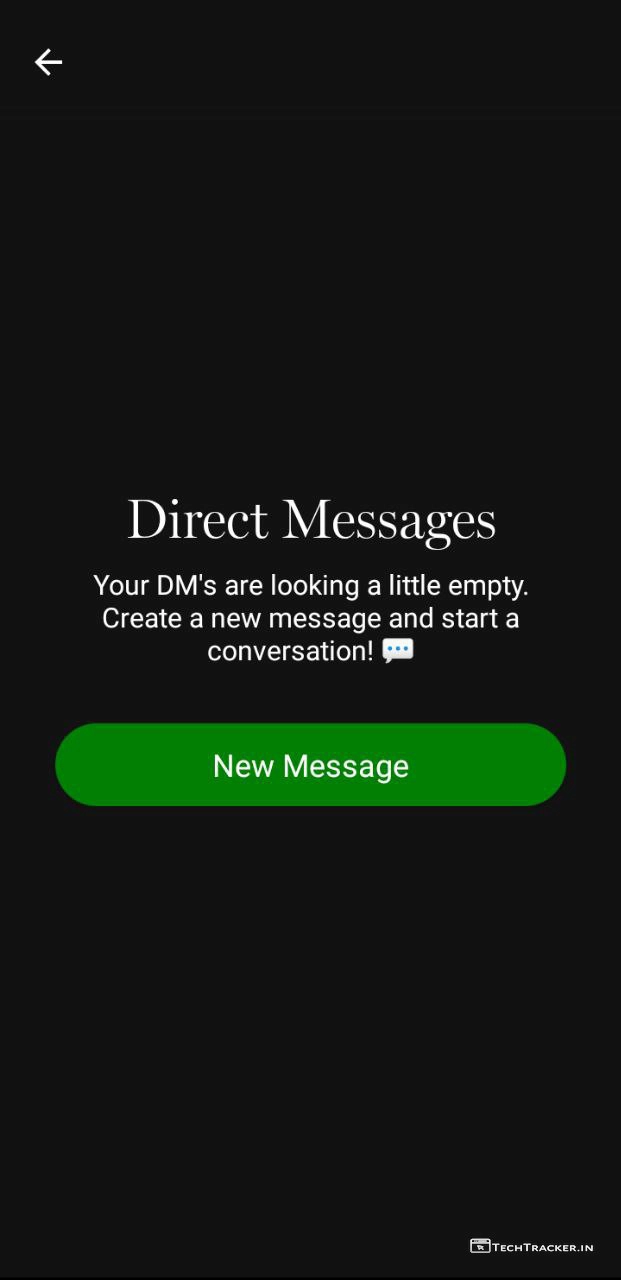 Direct Messages
Your DM's are looking a little empty.
Create a new message and start a
conversation! 💬
New Message
TECHTRACKER.IN